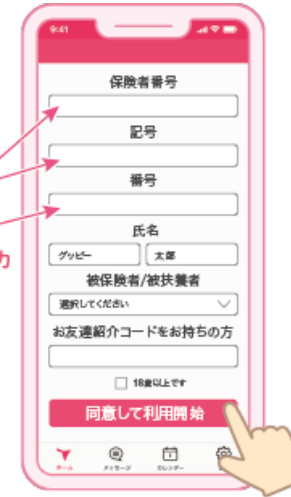 9:41
保険者番号
記号
番号
氏名
グッピー 太郎
力
被保険者/被扶養者
選択してください
お友達紹介コードをお持ちの方
18歳以上です
同意して利用開始
ホーム メッセージ カレンダー